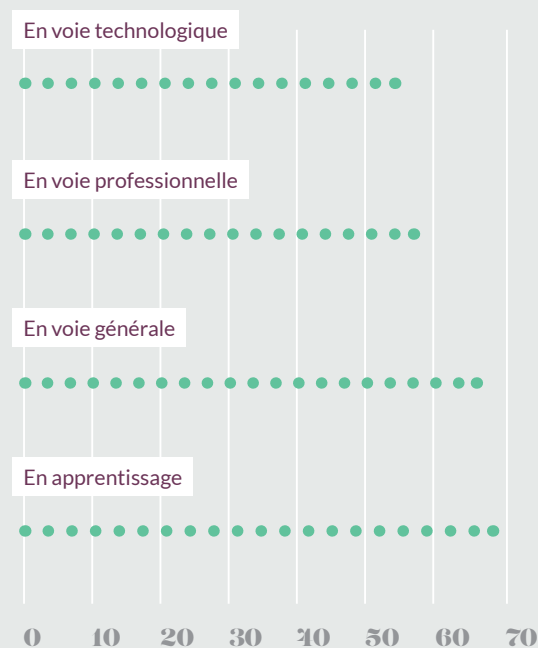 En voie technologique
En voie professionnelle
En voie générale
En apprentissage
0 10 20 30 40 50 60 70